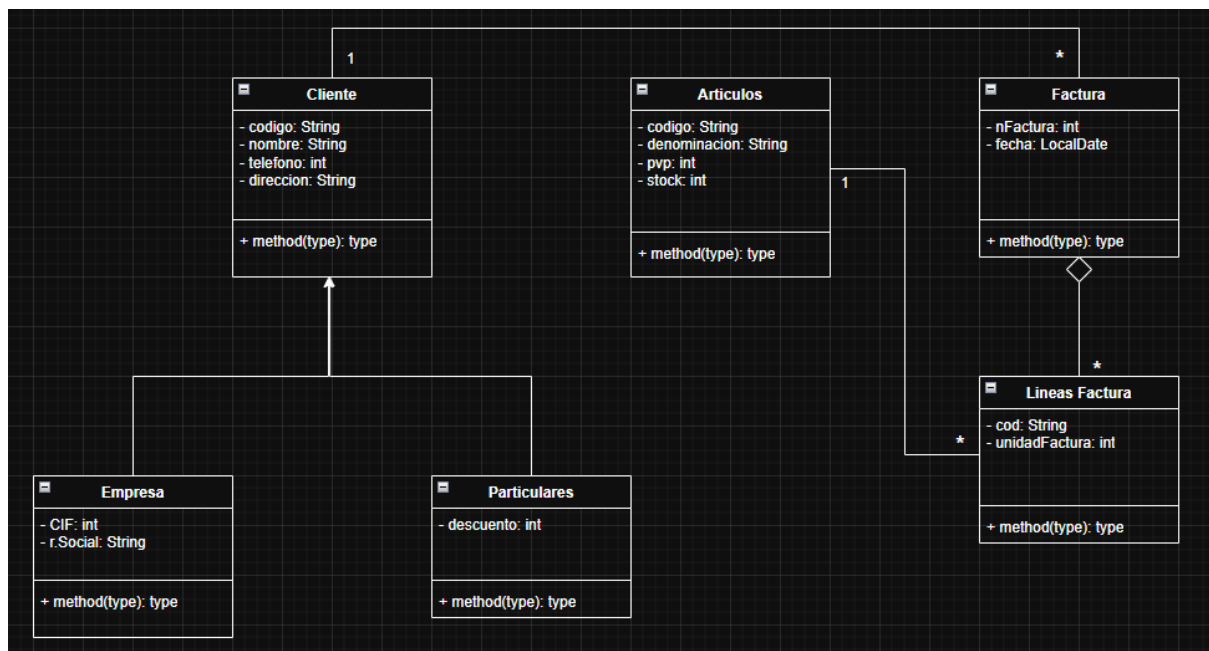 1
*
Cliente
- codigo: String
- nombre: String
- telefono: int
- direccion: String
+ method(type): type
Articulos
- codigo: String
- denominacion: String
- pvp: int
- stock: int
+ method(type): type
1
Factura
- nFactura: int
- fecha: LocalDate
+ method(type): type
*
Lineas Factura
- cod: String
- unidadFactura: int
+ method(type): type
*
Empresa
- CIF: int
- r.Social: String
+ method(type): type
Particulares
- descuento: int
+ method(type): type